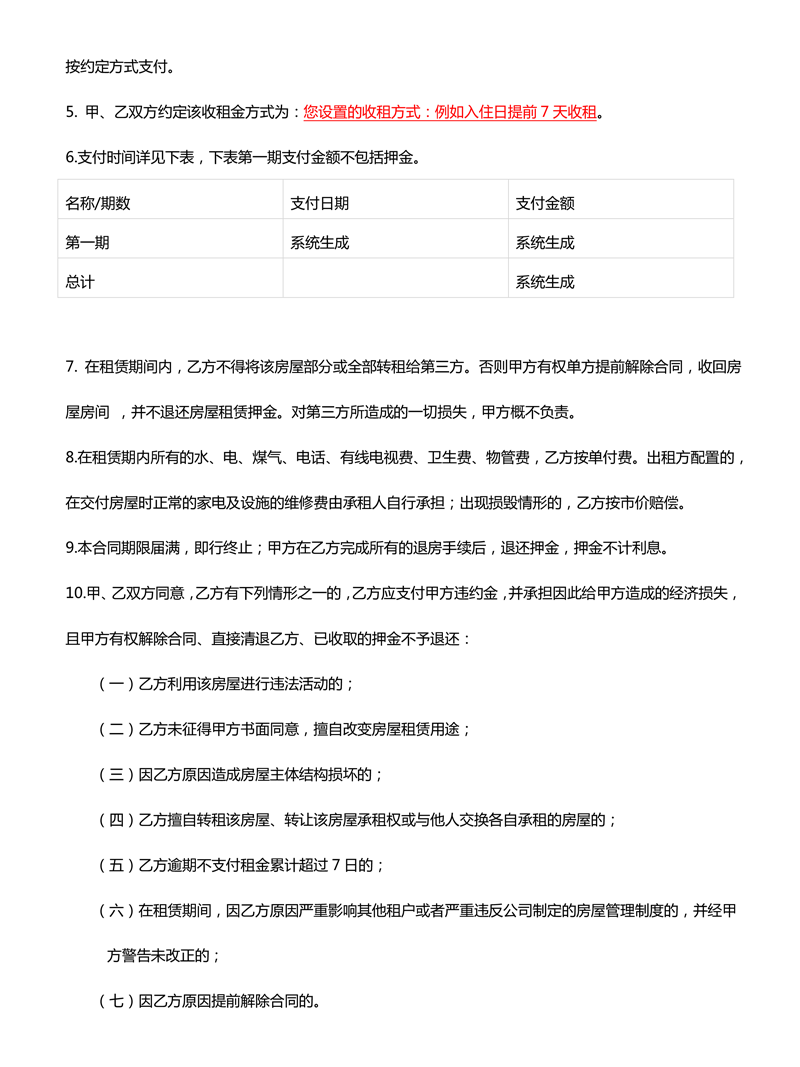 按约定方式支付。
5. 甲、乙双方约定该收租金方式为：您设置的收租方式：例如入住日提前 7 天收租。
6.支付时间详见下表，下表第一期支付金额不包括押金。
名称/期数 支付日期 支付金额
第一期 系统生成 系统生成
总计 系统生成
7. 在租赁期间内，乙方不得将该房屋部分或全部转租给第三方。否则甲方有权单方提前解除合同，收回房
屋房间 ，并不退还房屋租赁押金。对第三方所造成的一切损失，甲方概不负责。
8.在租赁期内所有的水、电、煤气、电话、有线电视费、卫生费、物管费，乙方按单付费。出租方配置的，
在交付房屋时正常的家电及设施的维修费由承租人自行承担；出现损毁情形的，乙方按市价赔偿。
9.本合同期限届满，即行终止；甲方在乙方完成所有的退房手续后，退还押金，押金不计利息。
10.甲、乙双方同意，乙方有下列情形之一的，乙方应支付甲方违约金，并承担因此给甲方造成的经济损失，
且甲方有权解除合同、直接清退乙方、已收取的押金不予退还：
（一）乙方利用该房屋进行违法活动的；
（二）乙方未征得甲方书面同意，擅自改变房屋租赁用途；
（三）因乙方原因造成房屋主体结构损坏的；
（四）乙方擅自转租该房屋、转让该房屋承租权或与他人交换各自承租的房屋的；
（五）乙方逾期不支付租金累计超过 7 日的；
（六）在租赁期间，因乙方原因严重影响其他租户或者严重违反公司制定的房屋管理制度的，并经甲
方警告未改正的；
（七）因乙方原因提前解除合同的。